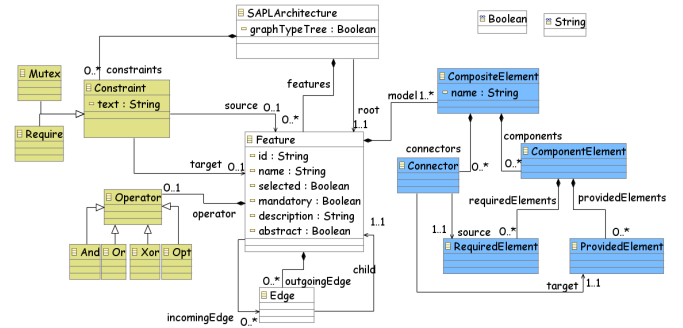 SAPLArchitecture
graphTypeTree : Boolean
Boolean
String
0..* constraints
Mutex
Constraint
text : String
Require
features
root
source 0..1
0..*
1..1
target 0..1
Feature
id : String
name : String
selected : Boolean
mandatory : Boolean
description : String
abstract : Boolean
model 1..*
CompositeElement
name : String
connectors
components
Connector
0..*
0..*
ComponentElement
requiredElements
providedElements
Operator
0..1
operator
And
Or
Xor
Opt
1..1
1..1
source
0..*
0..*
RequiredElement
ProvidedElement
target 1..1
0..* outgoingEdge
child
Edge
incomingEdge 0..*